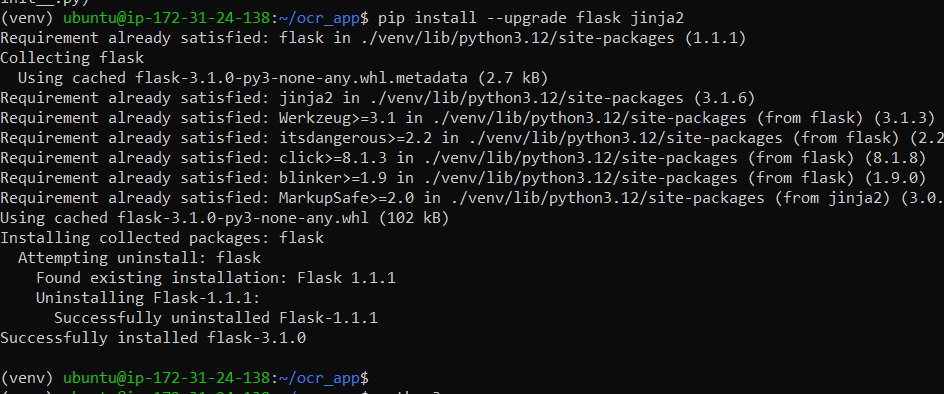 init__.py)
(venv) ubuntu@ip-172-31-24-138:~/ocr_app$ pip install --upgrade flask jinja2
Requirement already satisfied: flask in ./venv/lib/python3.12/site-packages (1.1.1)
Collecting flask
  Using cached flask-3.1.0-py3-none-any.whl.metadata (2.7 kB)
Requirement already satisfied: jinja2 in ./venv/lib/python3.12/site-packages (3.1.6)
Requirement already satisfied: Werkzeug>=3.1 in ./venv/lib/python3.12/site-packages (from flask) (3.1.3)
Requirement already satisfied: itsdangerous>=2.2 in ./venv/lib/python3.12/site-packages (from flask) (2.2
Requirement already satisfied: click>=8.1.3 in ./venv/lib/python3.12/site-packages (from flask) (8.1.8)
Requirement already satisfied: blinker>=1.9 in ./venv/lib/python3.12/site-packages (from flask) (1.9.0)
Requirement already satisfied: MarkupSafe>=2.0 in ./venv/lib/python3.12/site-packages (from jinja2) (3.0.
Using cached flask-3.1.0-py3-none-any.whl (102 kB)
Installing collected packages: flask
  Attempting uninstall: flask
    Found existing installation: Flask 1.1.1
    Uninstalling Flask-1.1.1:
      Successfully uninstalled Flask-1.1.1
Successfully installed flask-3.1.0
(venv) ubuntu@ip-172-31-24-138:~/ocr_app$